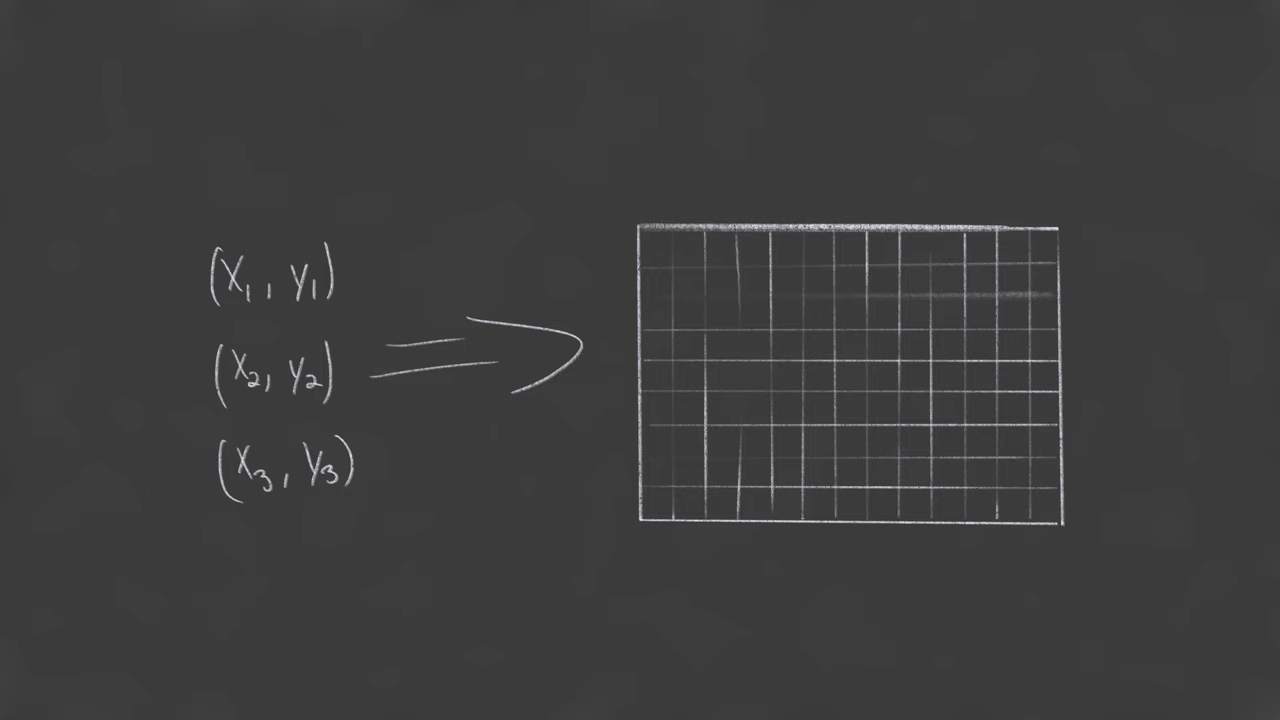 (X₁, y₁)
(X₂, y₂)
(X₃, y₃)